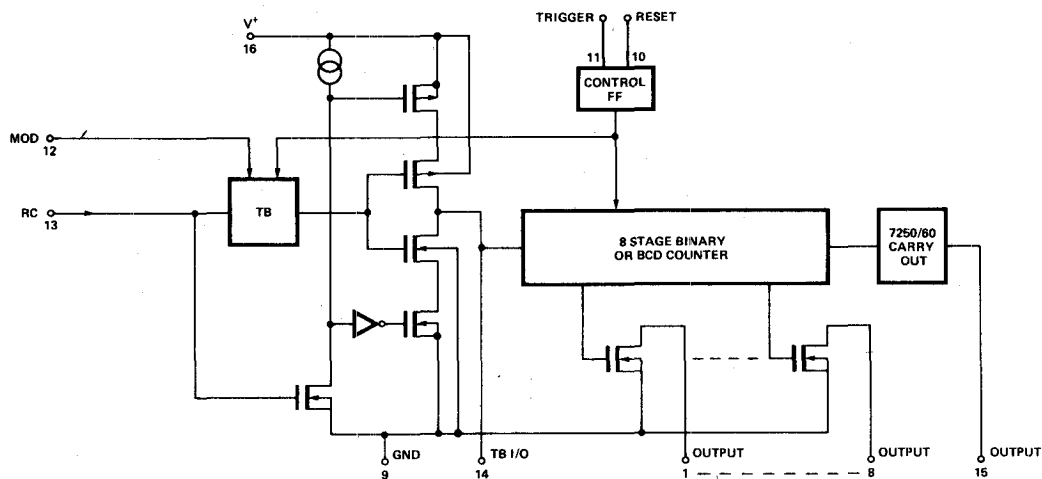 TRIGGER RESET
V+
16
11 10
CONTROL
FF
MOD
12
RC
13
TB
8 STAGE BINARY
OR BCD COUNTER
7250/60
CARRY
OUT
GND
9
TB I/O
14
OUTPUT
1
OUTPUT
8
OUTPUT
15